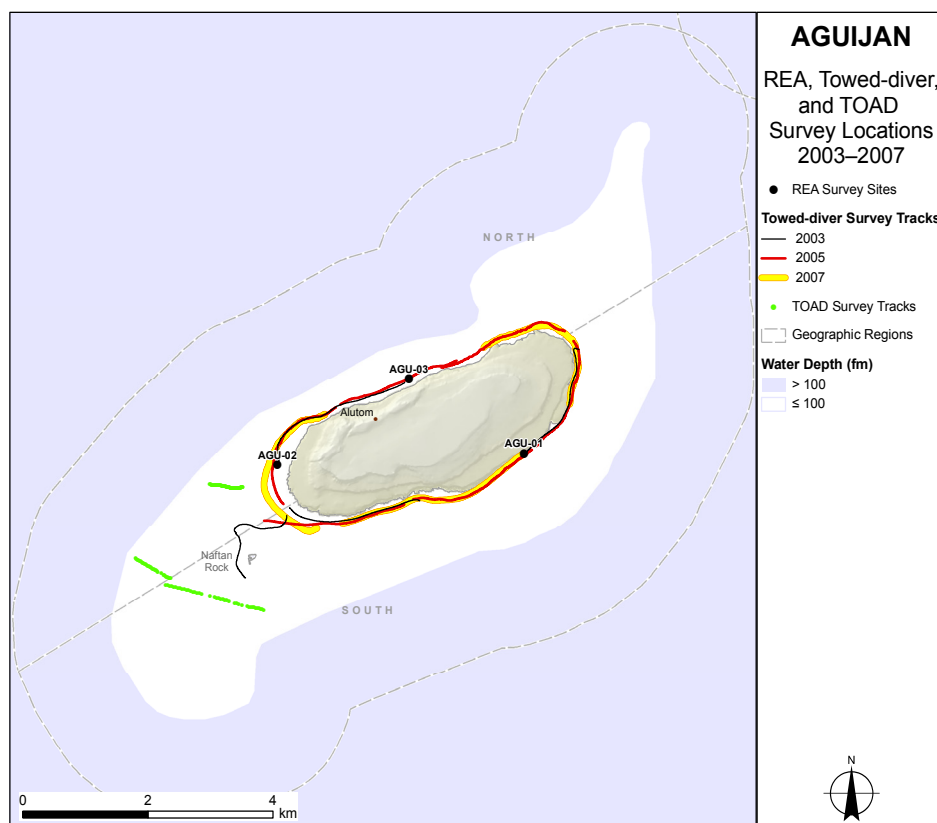 AGUIJAN
REA, Towed-diver,
and TOAD
Survey Locations
2003–2007
REA Survey Sites
Towed-diver Survey Tracks
2003
2005
2007
TOAD Survey Tracks
Geographic Regions
Water Depth (fm)
> 100
≤ 100
N
NORTH
AGU-03
Alutom
AGU-01
AGU-02
Naftan
Rock
SOUTH
0 2 4
km